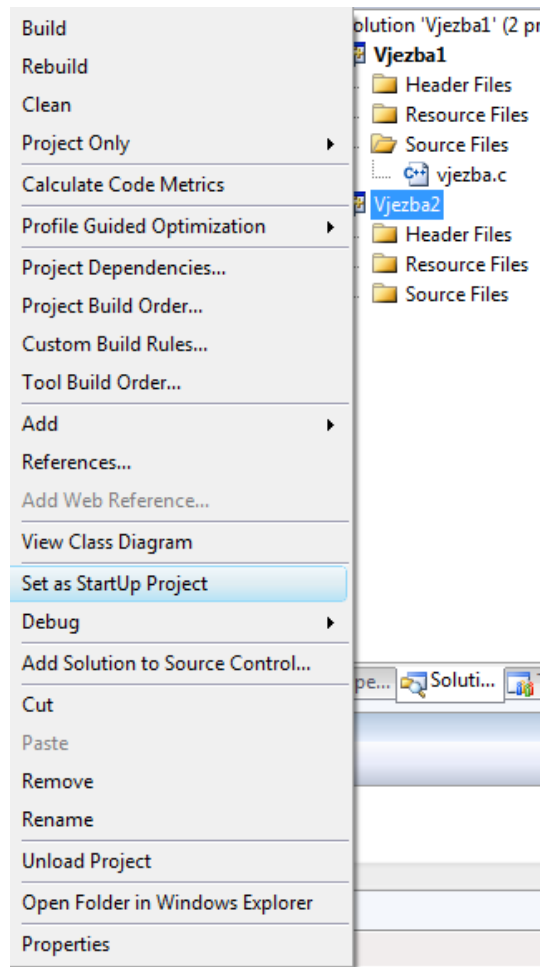 Build
Rebuild
Clean
Project Only
Calculate Code Metrics
Profile Guided Optimization
Project Dependencies...
Project Build Order...
Custom Build Rules...
Tool Build Order...
Add
References...
Add Web Reference...
View Class Diagram
Set as StartUp Project
Debug
Add Solution to Source Control...
Cut
Paste
Remove
Rename
Unload Project
Open Folder in Windows Explorer
Properties
olution 'Vjezba1' (2 pr
Vjezba1
Header Files
Resource Files
Source Files
vjezba.c
Vjezba2
Header Files
Resource Files
Source Files
pe... Soluti...